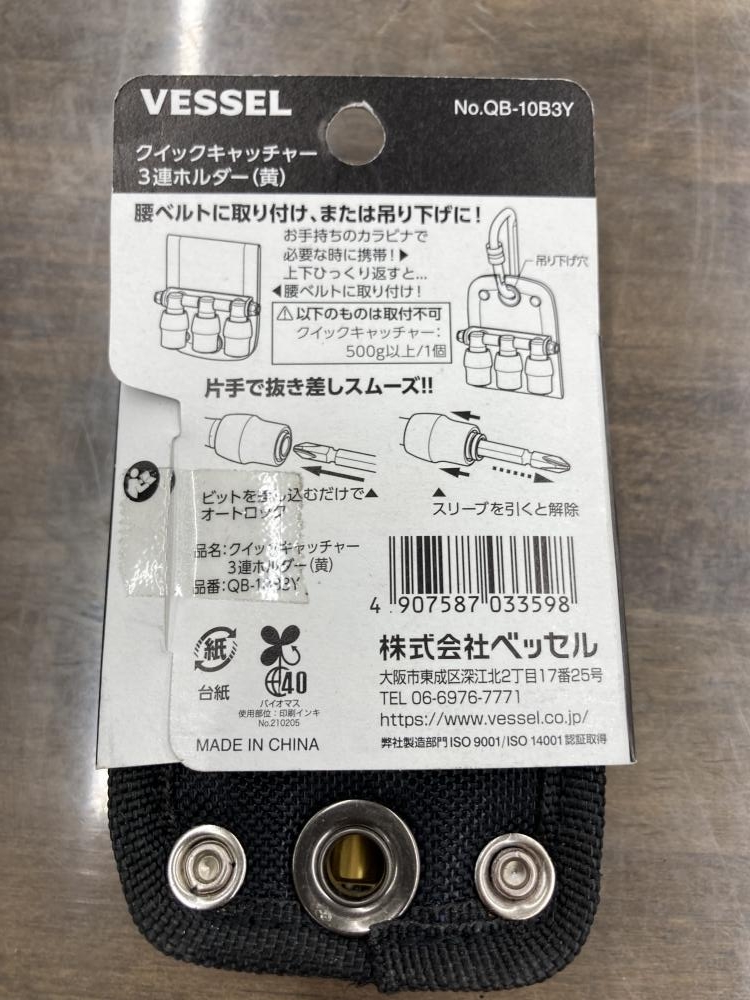 VESSEL
No.QB-10B3Y
クイックキャッチャー
3連ホルダー(黄)
腰ベルトに取り付け、または吊り下げに!
お手持ちのカラビナで
必要な時に携帯!▶
上下ひっくり返すと…
◀腰ベルトに取り付け!
吊り下げ穴
⚠以下のものは取付不可
クイックキャッチャー:
500g以上/1個
片手で抜き差しスムーズ!!
ビットを し込むだけで▲
オートロック
▲
スリーブを引くと解除
品名:クイックキャッチャー
3連ホルダー(黄)
品番:QB-10B3Y
4 907587 033598
紙
台紙
40
バイオマス
使用部位:印刷インキ
No.210205
MADE IN CHINA
株式会社ベッセル
大阪市東成区深江北2丁目17番25号
TEL 06-6976-7771
https://www.vessel.co.jp/
弊社製造部門ISO 9001/ISO 14001認証取得